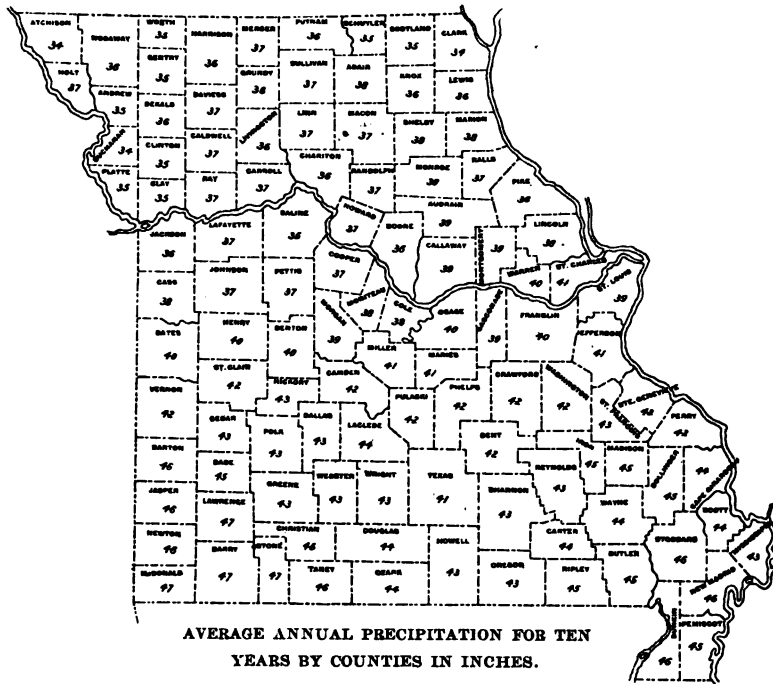 ATCHISON
34
NODAWAY
36
WORTH
35
HARRISON
36
MERCER
37
PUTNAM
36
SCHUYLER
35
SCOTLAND
35
CLARK
34
HOLT
37
GENTRY
35
GRUNDY
36
SULLIVAN
37
ADAIR
38
KNOX
36
LEWIS
36
ANDREW
35
DEKALB
36
DAVIESS
37
LIVINGSTON
36
LINN
37
MACON
37
SHELBY
38
MARION
38
BUCHANAN
34
CLINTON
35
CALDWELL
37
CHARITON
36
RANDOLPH
37
MONROE
38
RALLS
37
PIKE
38
PLATTE
35
CLAY
35
RAY
37
CARROLL
37
SALINE
36
HOWARD
37
BOONE
36
AUDRAIN
39
CALLAWAY
39
MONTGOMERY
39
LINCOLN
39
WARREN
40
ST. CHARLES
41
ST. LOUIS
39
JACKSON
36
LAFAYETTE
37
CASS
38
JOHNSON
37
PETTIS
37
COOPER
37
MORGAN
39
MONITEAU
38
COLE
38
OSAGE
40
GASCONADE
39
FRANKLIN
40
JEFFERSON
41
BATES
40
HENRY
40
BENTON
40
MILLER
41
MARIES
41
ST. CLAIR
42
HICKORY
43
CAMDEN
42
PULASKI
42
PHELPS
42
CRAWFORD
42
WASHINGTON
42
ST. FRANCOIS
43
STE. GENEVIEVE
42
PERRY
42
VERNON
42
CEDAR
43
POLK
43
DALLAS
43
LACLEDE
44
DENT
42
IRON
45
MADISON
45
BOLLINGER
45
CAPE GIRARDEAU
44
BARTON
45
DADE
45
GREENE
43
WEBSTER
43
WRIGHT
43
TEXAS
41
SHANNON
43
REYNOLDS
43
WAYNE
44
JASPER
46
LAWRENCE
47
CHRISTIAN
45
DOUGLAS
44
HOWELL
43
CARTER
44
BUTLER
45
STODDARD
46
SCOTT
44
MISSISSIPPI
43
NEWTON
46
BARRY
47
STONE
47
TANEY
46
OZARK
44
OREGON
43
RIPLEY
45
NEW MADRID
46
McDONALD
47
DUNKLIN
46
PEMISCOT
45
AVERAGE ANNUAL PRECIPITATION FOR TEN
YEARS BY COUNTIES IN INCHES.